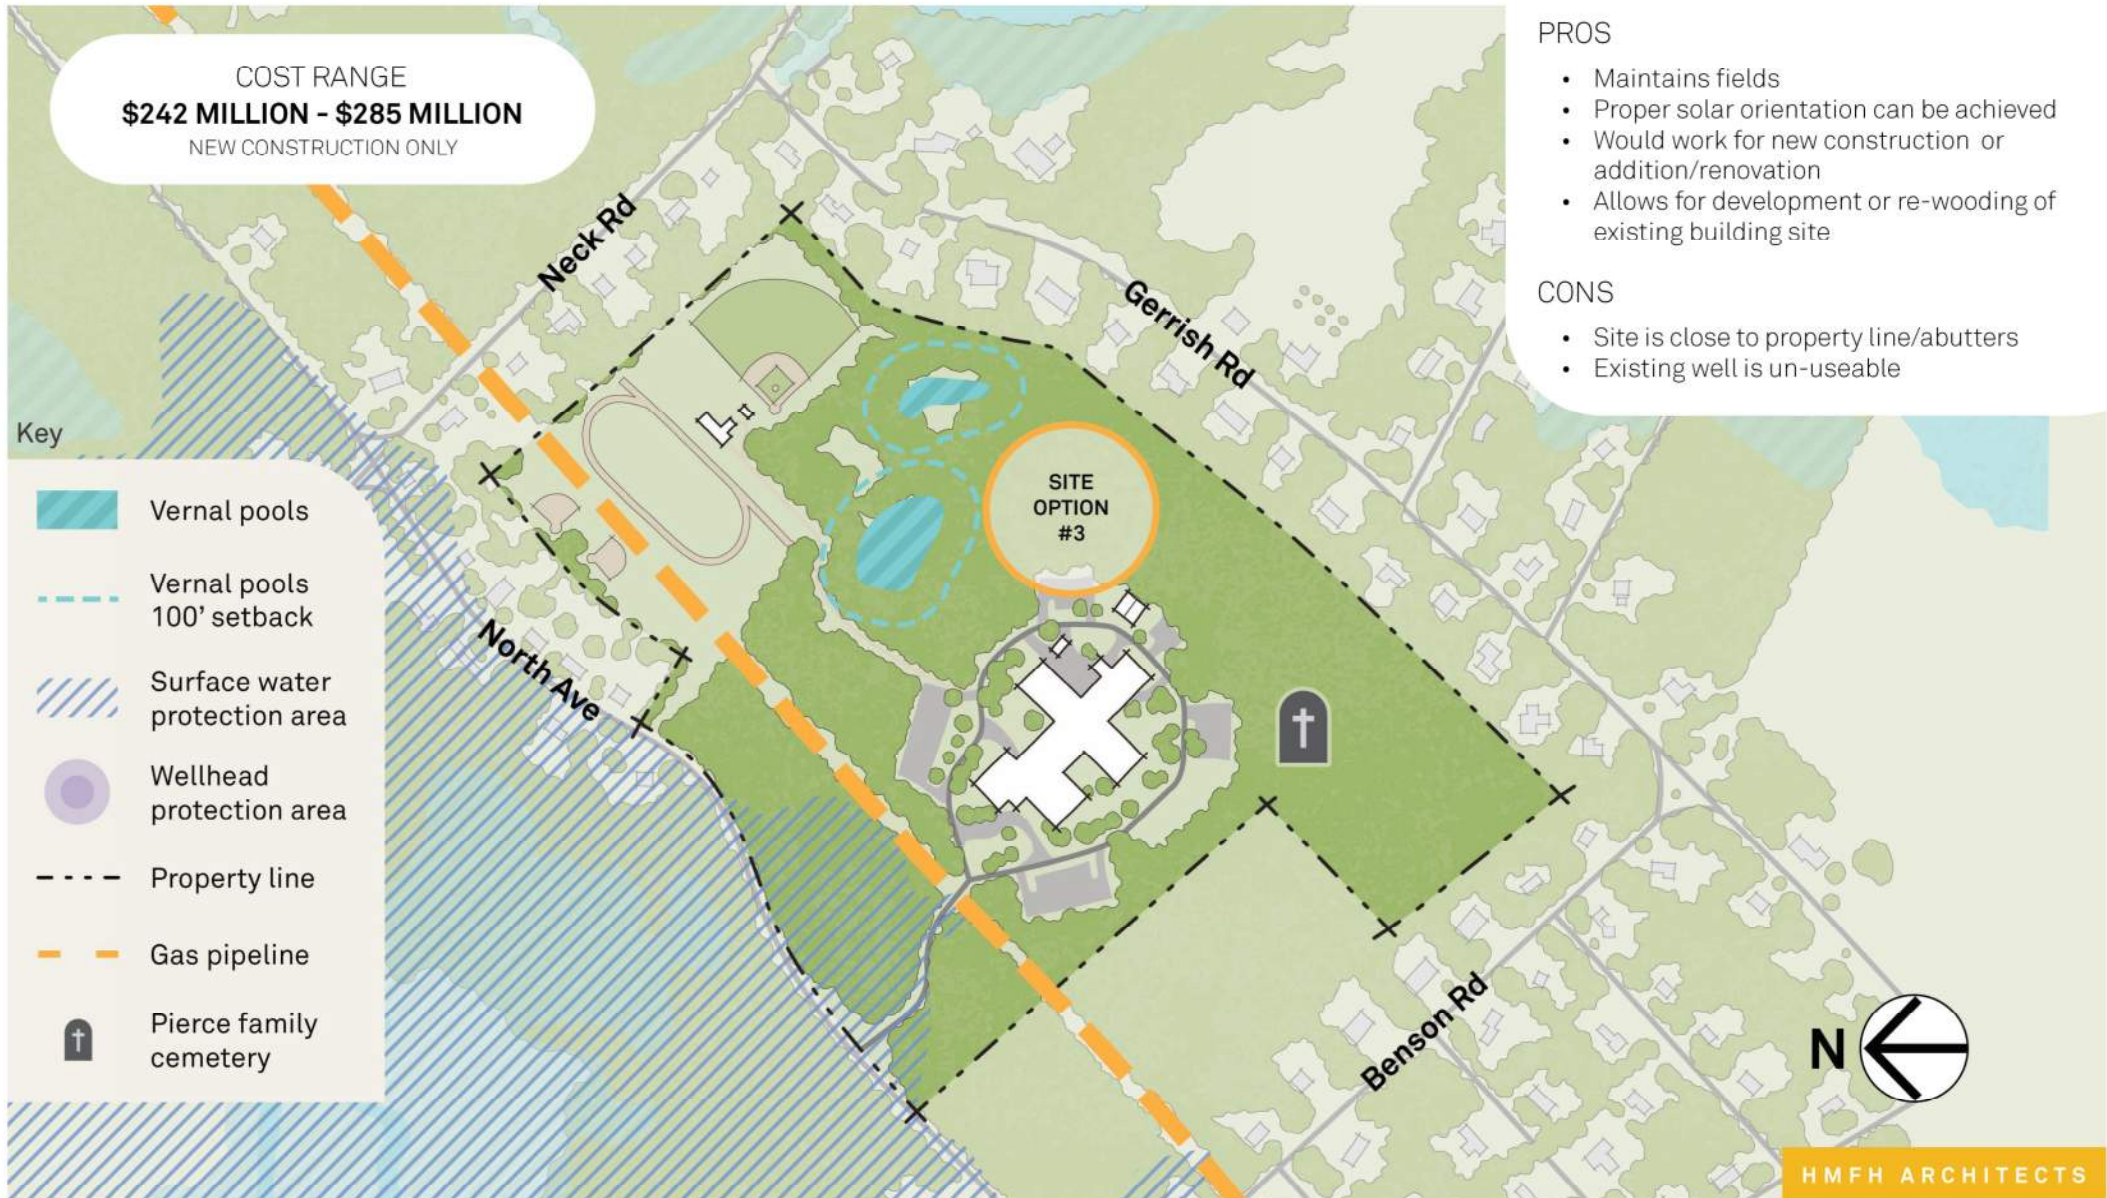 COST RANGE
$242 MILLION - $285 MILLION
NEW CONSTRUCTION ONLY
PROS
• Maintains fields
• Proper solar orientation can be achieved
• Would work for new construction or
addition/renovation
• Allows for development or re-wooding of
existing building site
CONS
• Site is close to property line/abutters
• Existing well is un-useable
Neck Rd
Gerrish Rd
SITE
OPTION
#3
North Ave
Benson Rd
Key
Vernal pools
Vernal pools
100’ setback
Surface water
protection area
Wellhead
protection area
Property line
Gas pipeline
Pierce family
cemetery
N
HMFH ARCHITECTS